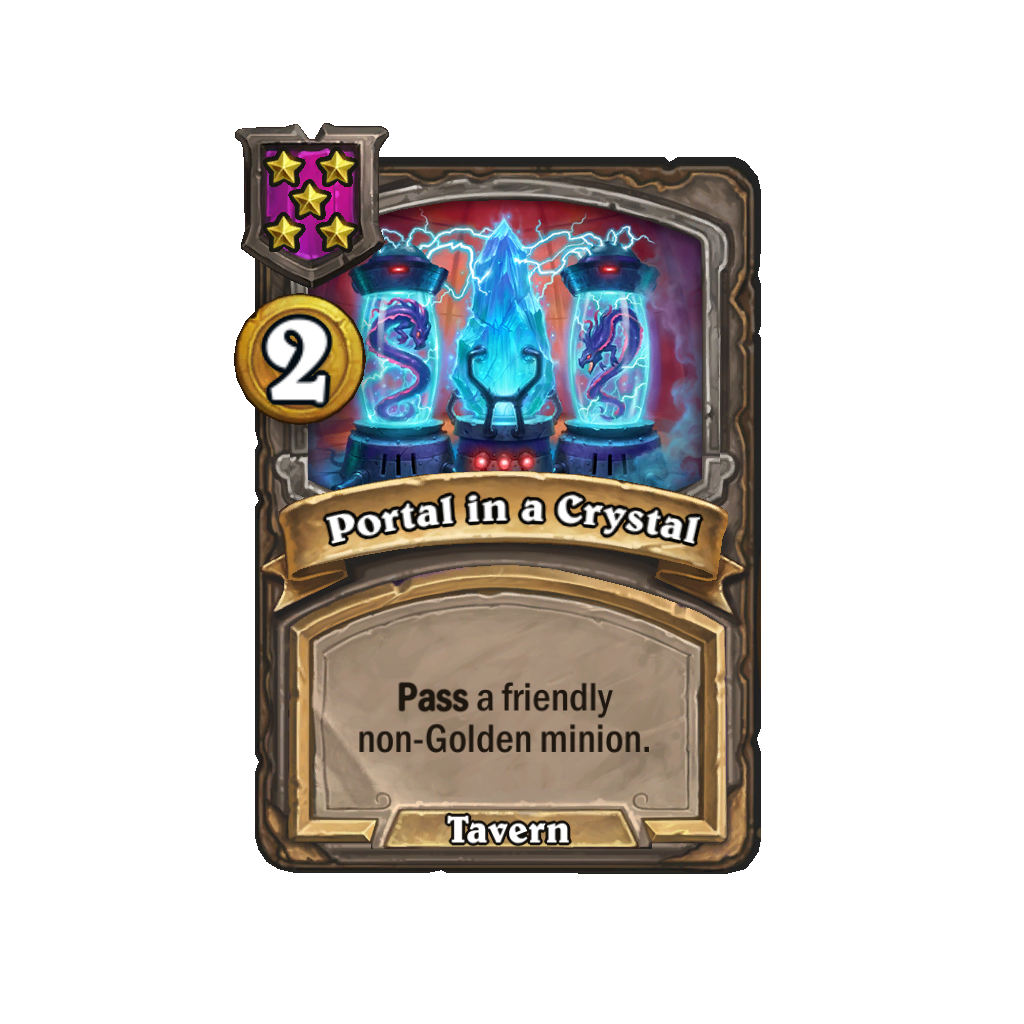 2
Portal in a Crystal
Pass a friendly
non-Golden minion.
Tavern